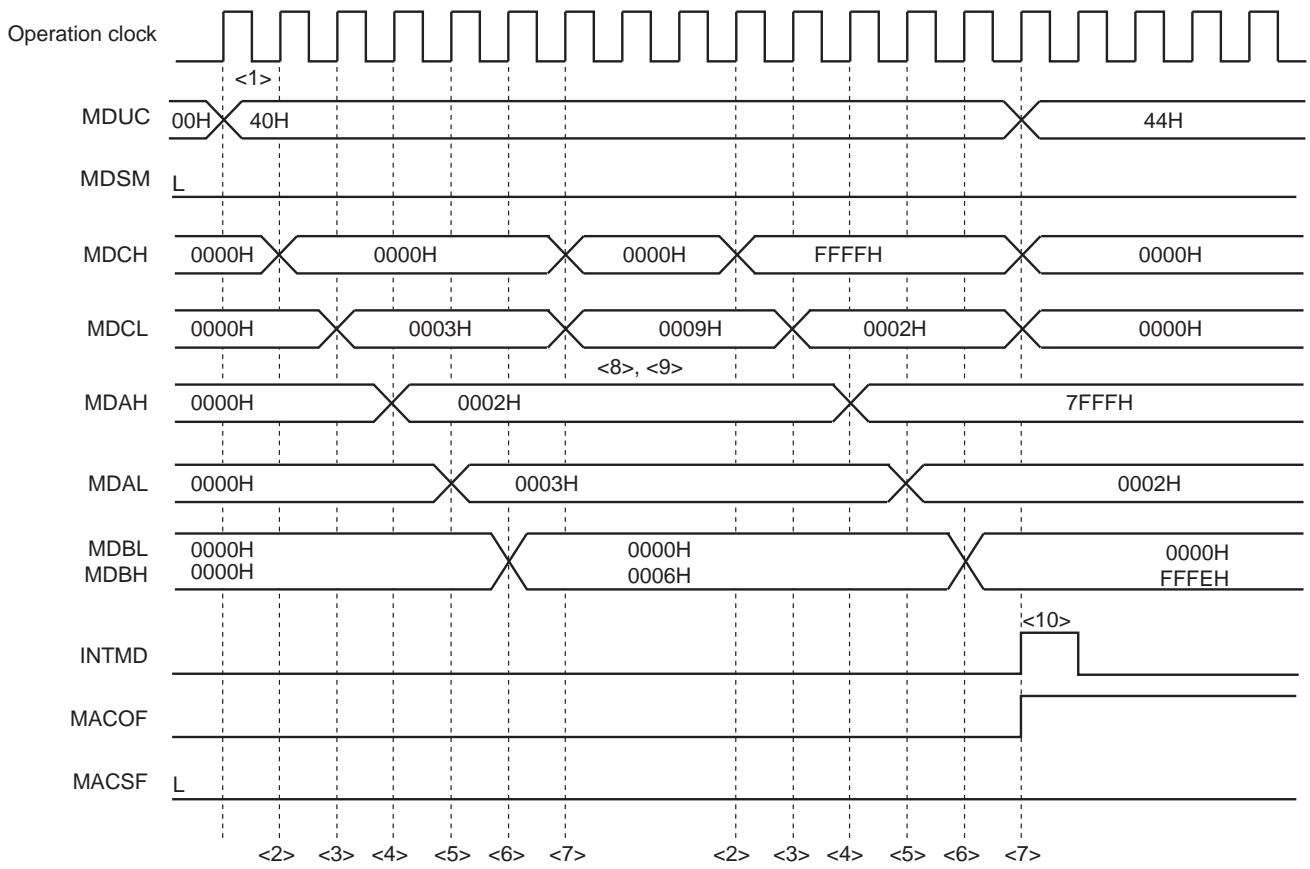 Operation clock
<1>
MDUC 00H 40H 44H
MDSM L
MDCH 0000H 0000H 0000H FFFFH 0000H
MDCL 0000H 0003H 0009H 0002H 0000H
<8>, <9>
MDAH 0000H 0002H 7FFFH
MDAL 0000H 0003H 0002H
MDBL 0000H 0000H 0000H
MDBH 0000H 0006H FFFEH
<10>
INTMD
MACOF
MACSF L
<2> <3> <4> <5> <6> <7> <2> <3> <4> <5> <6> <7>